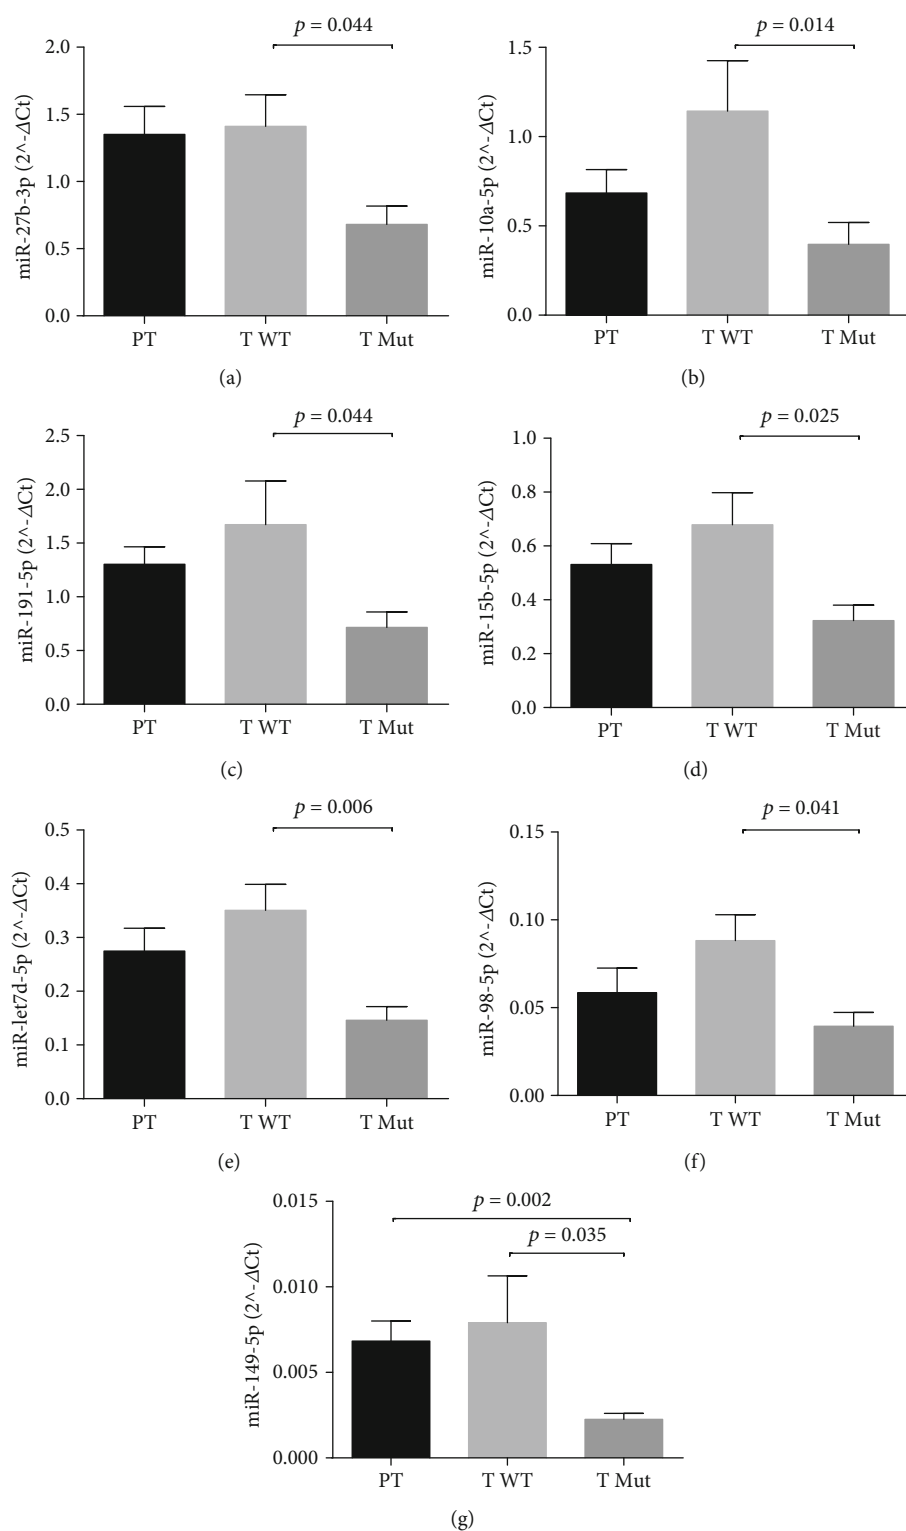 p = 0.044
2.0
1.5
1.0
0.5
0.0
miR-27b-3p (2^-ΔCt)
PT T WT T Mut
(a)
p = 0.014
1.5
1.0
0.5
0.0
miR-10a-5p (2^-ΔCt)
PT T WT T Mut
(b)
p = 0.044
2.5
2.0
1.5
1.0
0.5
0.0
miR-191-5p (2^-ΔCt)
PT T WT T Mut
(c)
p = 0.025
1.0
0.8
0.6
0.4
0.2
0.0
miR-15b-5p (2^-ΔCt)
PT T WT T Mut
(d)
p = 0.006
0.5
0.4
0.3
0.2
0.1
0.0
miR-let7d-5p (2^-ΔCt)
PT T WT T Mut
(e)
p = 0.041
0.15
0.10
0.05
0.00
miR-98-5p (2^-ΔCt)
PT T WT T Mut
(f)
p = 0.002
p = 0.035
0.015
0.010
0.005
0.000
miR-149-5p (2^-ΔCt)
PT T WT T Mut
(g)